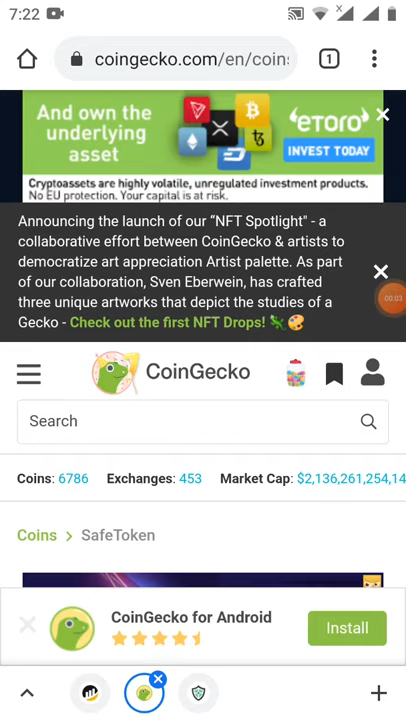 7:22
coingecko.com/en/coin
1
And own the
underlying
asset
eTORO
INVEST TODAY
Cryptoassets are highly volatile, unregulated investment products.
No EU protection. Your capital is at risk.
Announcing the launch of our “NFT Spotlight" - a
collaborative effort between CoinGecko & artists to
democratize art appreciation Artist palette. As part
of our collaboration, Sven Eberwein, has crafted
three unique artworks that depict the studies of a
Gecko - Check out the first NFT Drops! 🦎🎨
00:03
CoinGecko
Search
Coins: 6786 Exchanges: 453 Market Cap: $2,136,261,254,14
Coins > SafeToken
CoinGecko for Android
Install